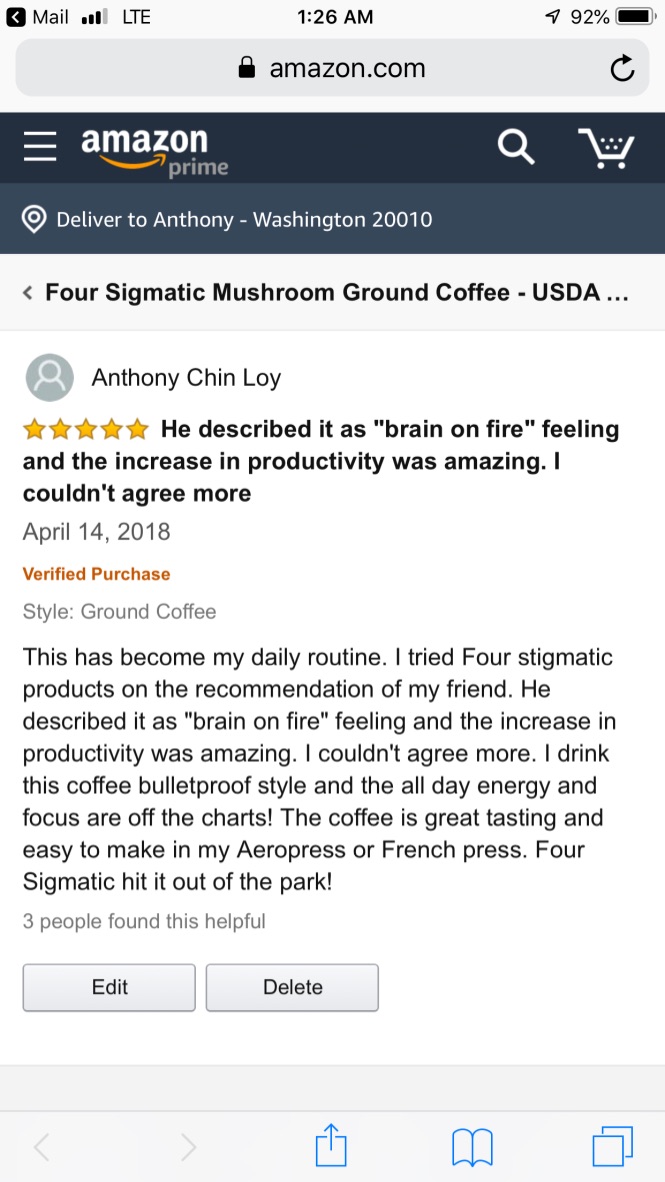 Mail LTE 1:26 AM 92%
amazon.com
amazon
prime
Deliver to Anthony - Washington 20010
Four Sigmatic Mushroom Ground Coffee - USDA ...
Anthony Chin Loy
He described it as "brain on fire" feeling
and the increase in productivity was amazing. I
couldn't agree more
April 14, 2018
Verified Purchase
Style: Ground Coffee
This has become my daily routine. I tried Four stigmatic
products on the recommendation of my friend. He
described it as "brain on fire" feeling and the increase in
productivity was amazing. I couldn't agree more. I drink
this coffee bulletproof style and the all day energy and
focus are off the charts! The coffee is great tasting and
easy to make in my Aeropress or French press. Four
Sigmatic hit it out of the park!
3 people found this helpful
Edit Delete